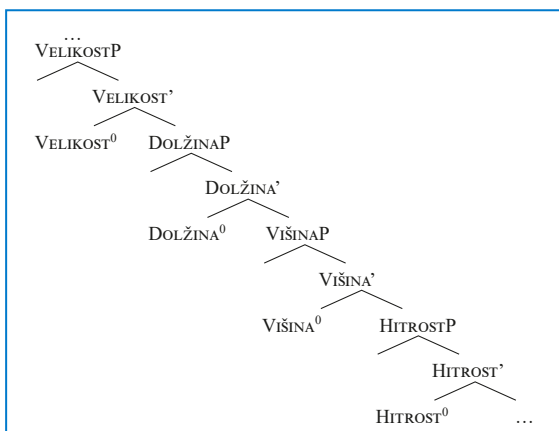 …
VELIKOSTP
VELIKOST’
VELIKOST⁰ DOLŽINAP
DOLŽINA’
DOLŽINA⁰ VIŠINAP
VIŠINA’
VIŠINA⁰ HITROSTP
HITROST’
HITROST⁰ …